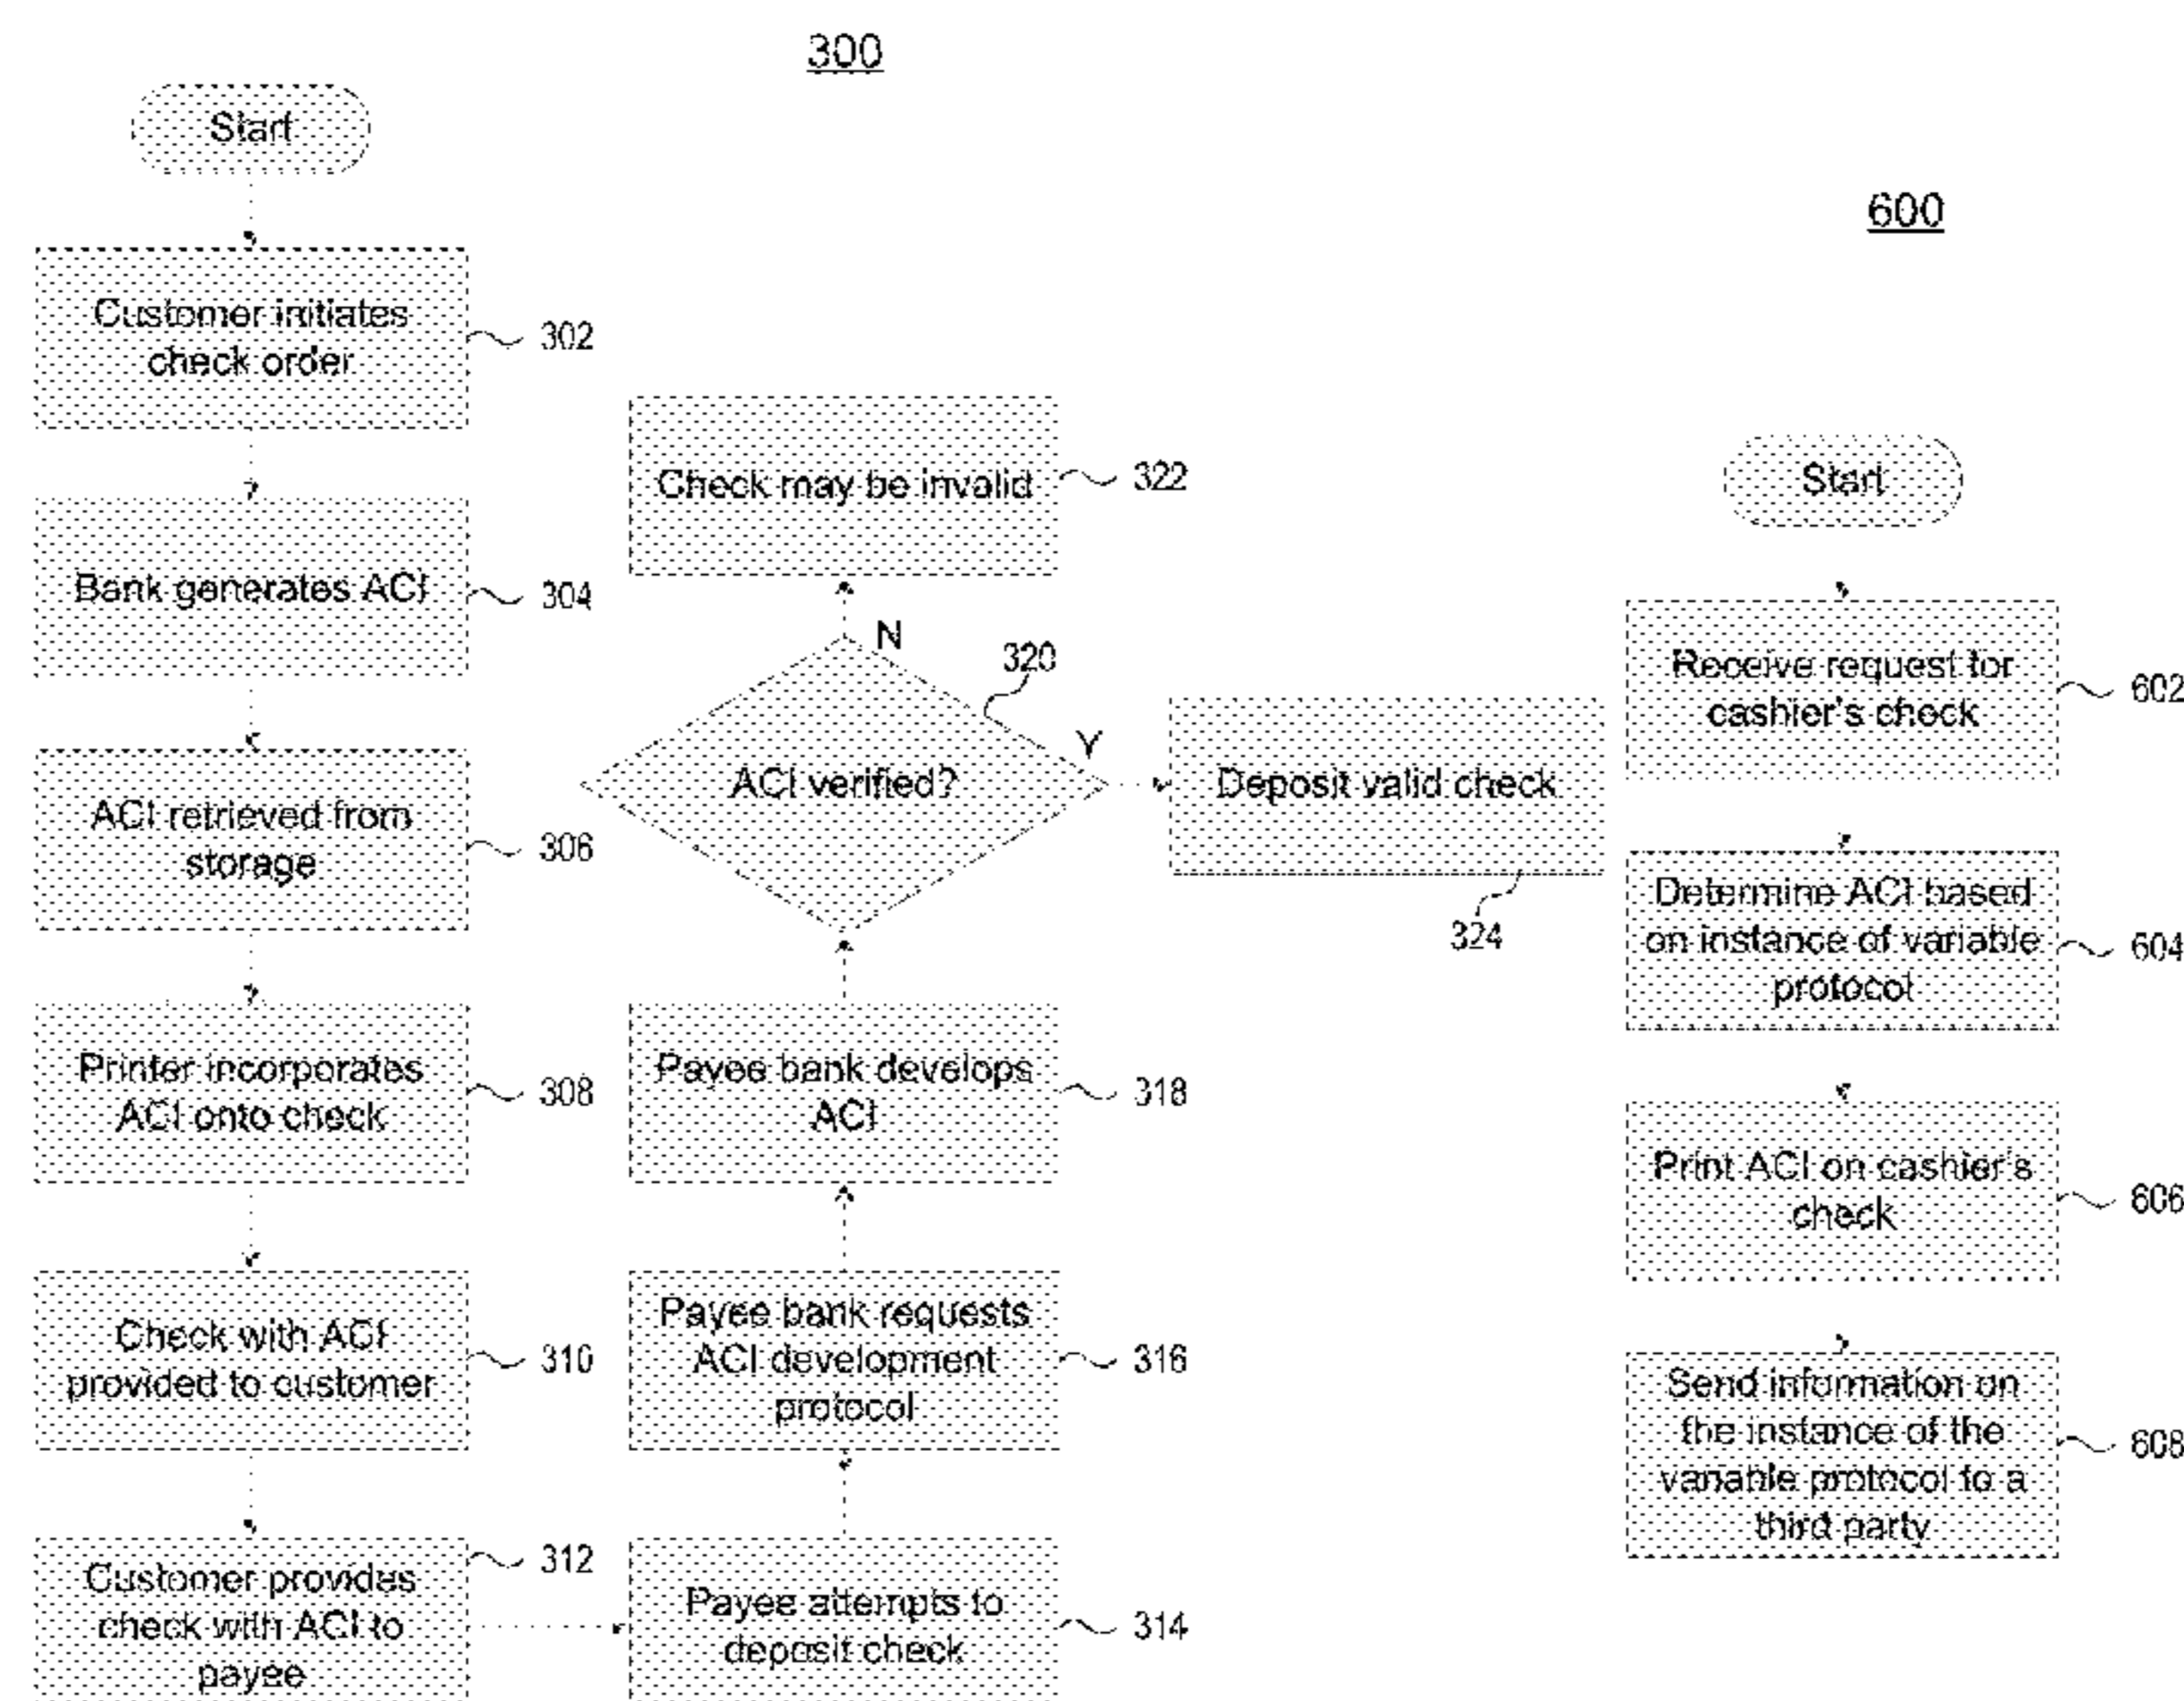 300
Start
Customer initiates
check order
302
Bank generates ACI
304
ACI retrieved from
storage
306
Printer incorporates
ACI onto check
308
Check with ACI
provided to customer
310
Customer provides
check with ACI to
payee
312
Payee attempts to
deposit check
314
Payee bank requests
ACI development
protocol
316
Payee bank develops
ACI
318
ACI verified?
320
N
Y
Check may be invalid
322
Deposit valid check
324
600
Start
Receive request for
cashier's check
602
Determine ACI based
on instance of variable
protocol
604
Print ACI on cashier's
check
606
Send information on
the instance of the
variable protocol to a
third party
608